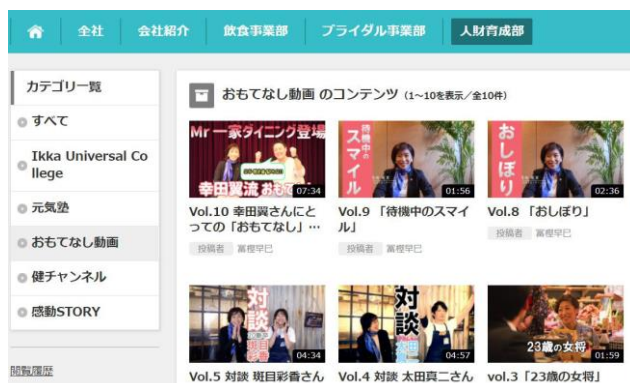 全社 会社紹介 飲食事業部 ブライダル事業部 人財育成部
カテゴリ一覧
すべて
Ikka Universal Co
llege
元気塾
おもてなし動画
健チャンネル
感動STORY
閲覧履歴
おもてなし動画 のコンテンツ (1~10を表示/全10件)
Mr 一家ダイニング登場
幸田翼流 おも
07:34
Vol.10 幸田翼さんにと
っての「おもてなし」…
投稿者 冨樫早巳
待機中の
スマイル
01:56
Vol.9 「待機中のスマイ
ル」
投稿者 冨樫早巳
おしぼり
02:36
Vol.8 「おしぼり」
投稿者 冨樫早巳
対談
斑目彩香
04:34
Vol.5 対談 斑目彩香さん
対談
太田真二
04:57
Vol.4 対談 太田真二さん
23歳の女将
01:59
vol.3「23歳の女将」